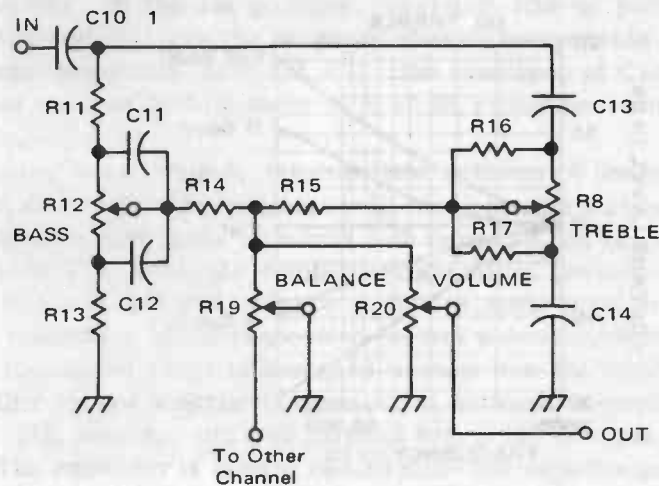 C10 1
IN
R11
C11
C13
R16
R12
R14
R15
R8
BASS
R17
TREBLE
C12
BALANCE
VOLUME
R13
R19
R20
C14
OUT
To Other
Channel